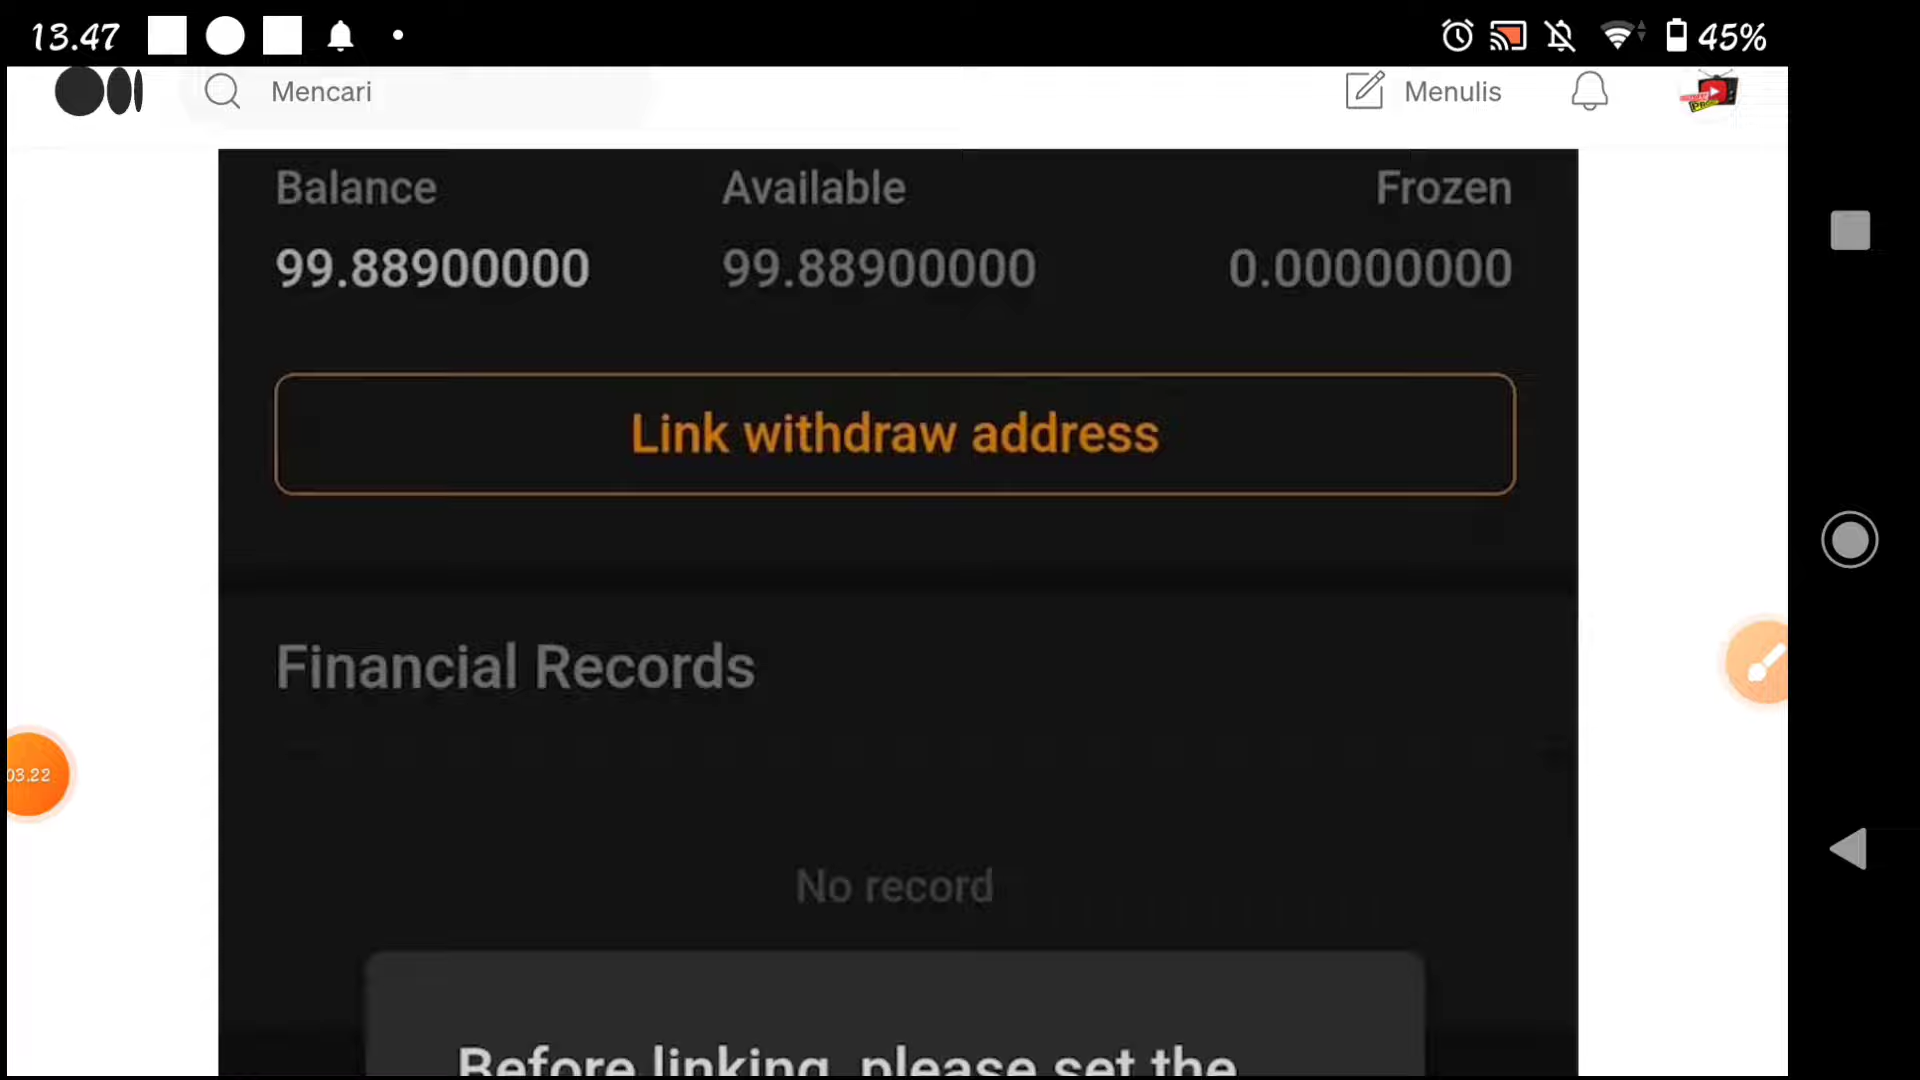 13.47
45%
Mencari
Menulis
Balance
Available
Frozen
99.88900000
99.88900000
0.00000000
Link withdraw address
Financial Records
03.22
No record
Before linking, please set the